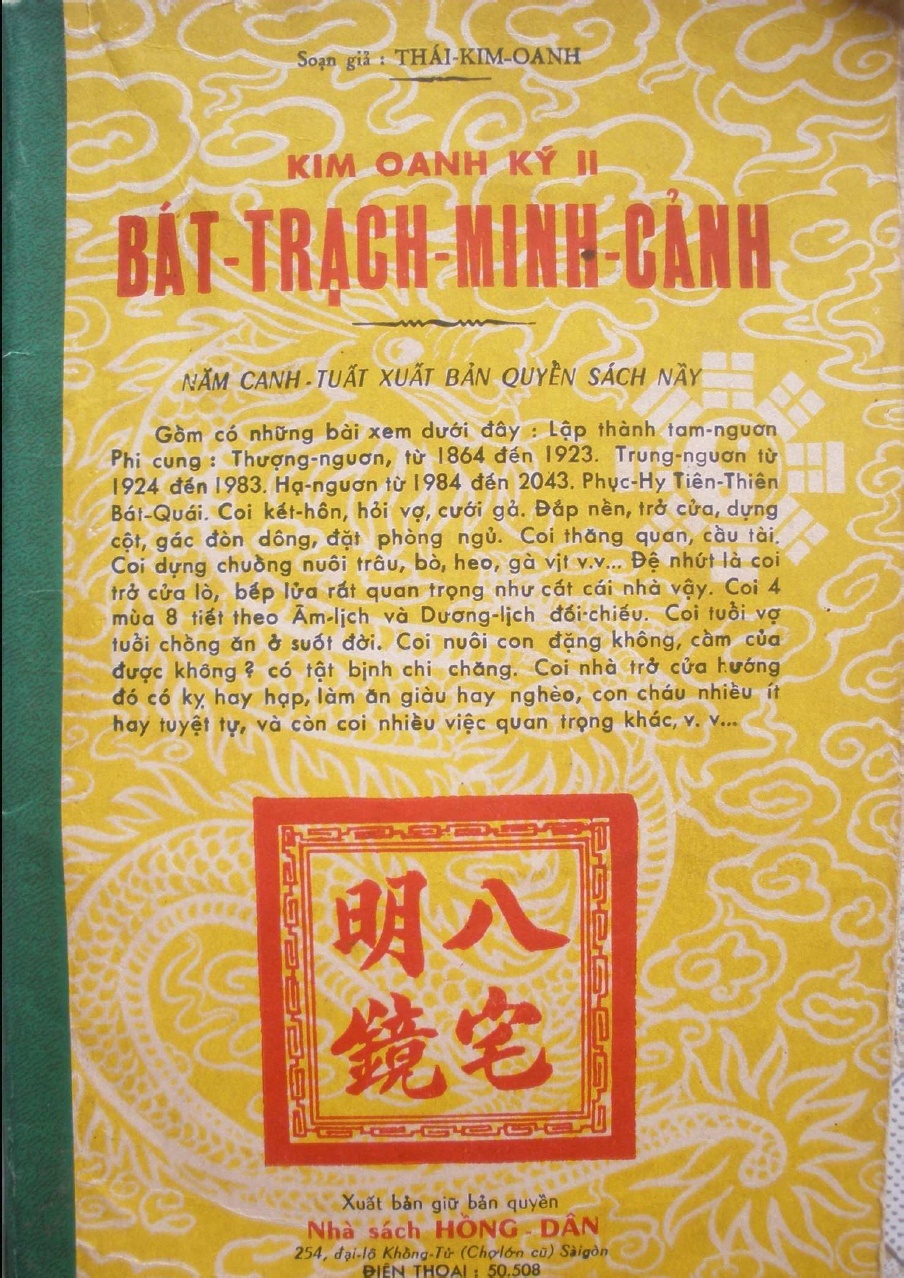 Soạn giả : THÁI-KIM-OANH
KIM OANH KÝ II
BÁT-TRẠCH-MINH-CẢNH
NĂM CANH-TUẤT XUẤT BẢN QUYỀN SÁCH NẦY
Gồm có những bài xem dưới đây : Lập thành tam-nguơn
Phi cung : Thượng-nguơn, từ 1864 đến 1923. Trung-nguơn từ
1924 đến 1983. Hạ-nguơn từ 1984 đến 2043. Phục-Hy Tiên-Thiên
Bát-Quái. Coi kết-hôn, hỏi vợ, cưới gả. Đắp nền, trở cửa, dựng
cột, gác đòn dông, đặt phòng ngủ. Coi thăng quan, cầu tài.
Coi dựng chuồng nuôi trâu, bò, heo, gà vịt v.v... Đệ nhứt là coi
trở cửa lò, bếp lửa rất quan trọng như cất cái nhà vậy. Coi 4
mùa 8 tiết theo Âm-lịch và Dương-lịch đối-chiếu. Coi tuổi vợ
tuổi chồng ăn ở suốt đời. Coi nuôi con đặng không, cầm của
được không ? có tật bịnh chi chăng. Coi nhà trở cửa hướng
đó có kỵ hay hạp, làm ăn giàu hay nghèo, con cháu nhiều ít
hay tuyệt tự, và còn coi nhiều việc quan trọng khác, v. v...
八宅
明鏡
Xuất bản giữ bản quyền
Nhà sách HỒNG - DÂN
254, đại-lộ Khổng-Tử (Chợlớn cũ) Sàigòn
ĐIỆN THOẠI : 50.508